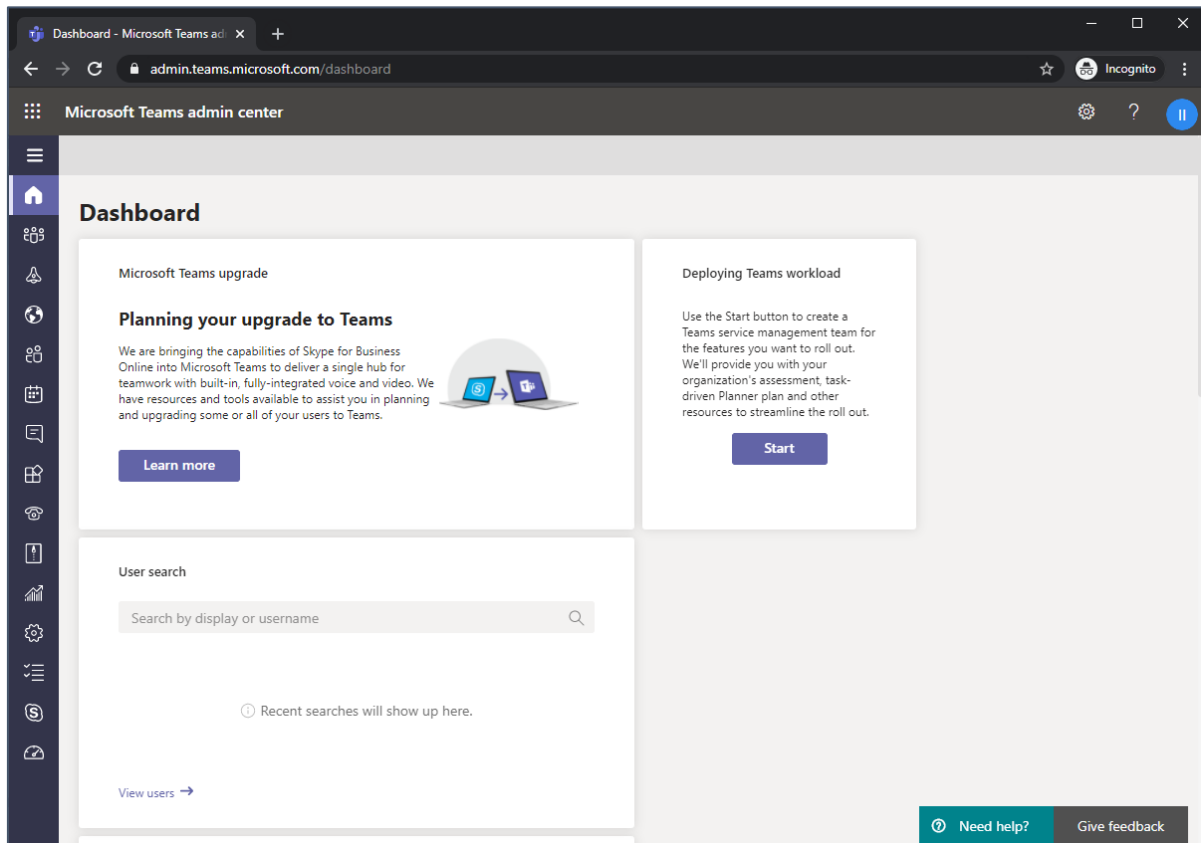 Dashboard - Microsoft Teams ad
admin.teams.microsoft.com/dashboard
Incognito
Microsoft Teams admin center
II
Dashboard
Microsoft Teams upgrade
Planning your upgrade to Teams
We are bringing the capabilities of Skype for Business
Online into Microsoft Teams to deliver a single hub for
teamwork with built-in, fully-integrated voice and video. We
have resources and tools available to assist you in planning
and upgrading some or all of your users to Teams.
Learn more
Deploying Teams workload
Use the Start button to create a
Teams service management team for
the features you want to roll out.
We'll provide you with your
organization's assessment, task-
driven Planner plan and other
resources to streamline the roll out.
Start
User search
Search by display or username
Recent searches will show up here.
View users
Need help?
Give feedback